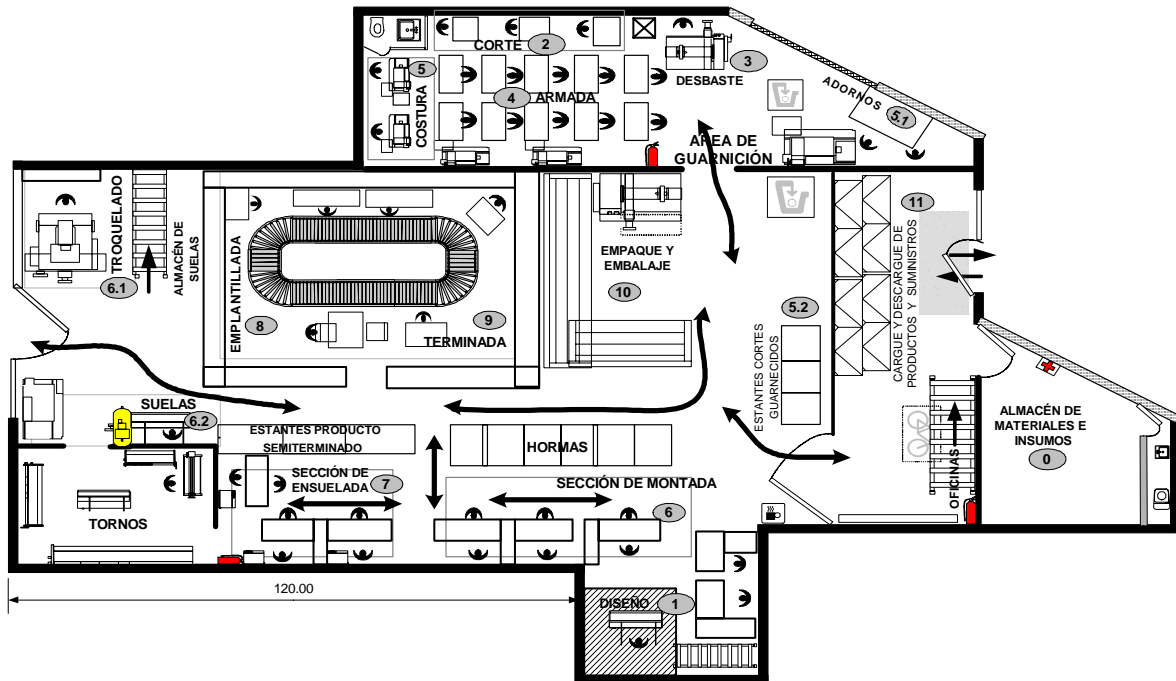 CORTE
2
3
DESBASTE
5
COSTURA
4
ARMADA
ADORNOS
5.1
AREA DE
GUARNICIÓN
TROQUELADO
6.1
ALMACÉN DE
SUELAS
EMPLANTILLADA
8
9
TERMINADA
EMPAQUE Y
EMBALAJE
10
5.2
ESTANTES CORTES
GUARNECIDOS
11
CARGUE Y DESCARGUE DE
PRODUCTOS Y SUMINISTROS
SUELAS
6.2
ESTANTES PRODUCTO
SEMITERMINADO
HORMAS
ALMACÉN DE
MATERIALES E
INSUMOS
0
OFICINAS
TORNOS
SECCIÓN DE
ENSUELADA
7
SECCIÓN DE MONTADA
6
120.00
DISEÑO
1